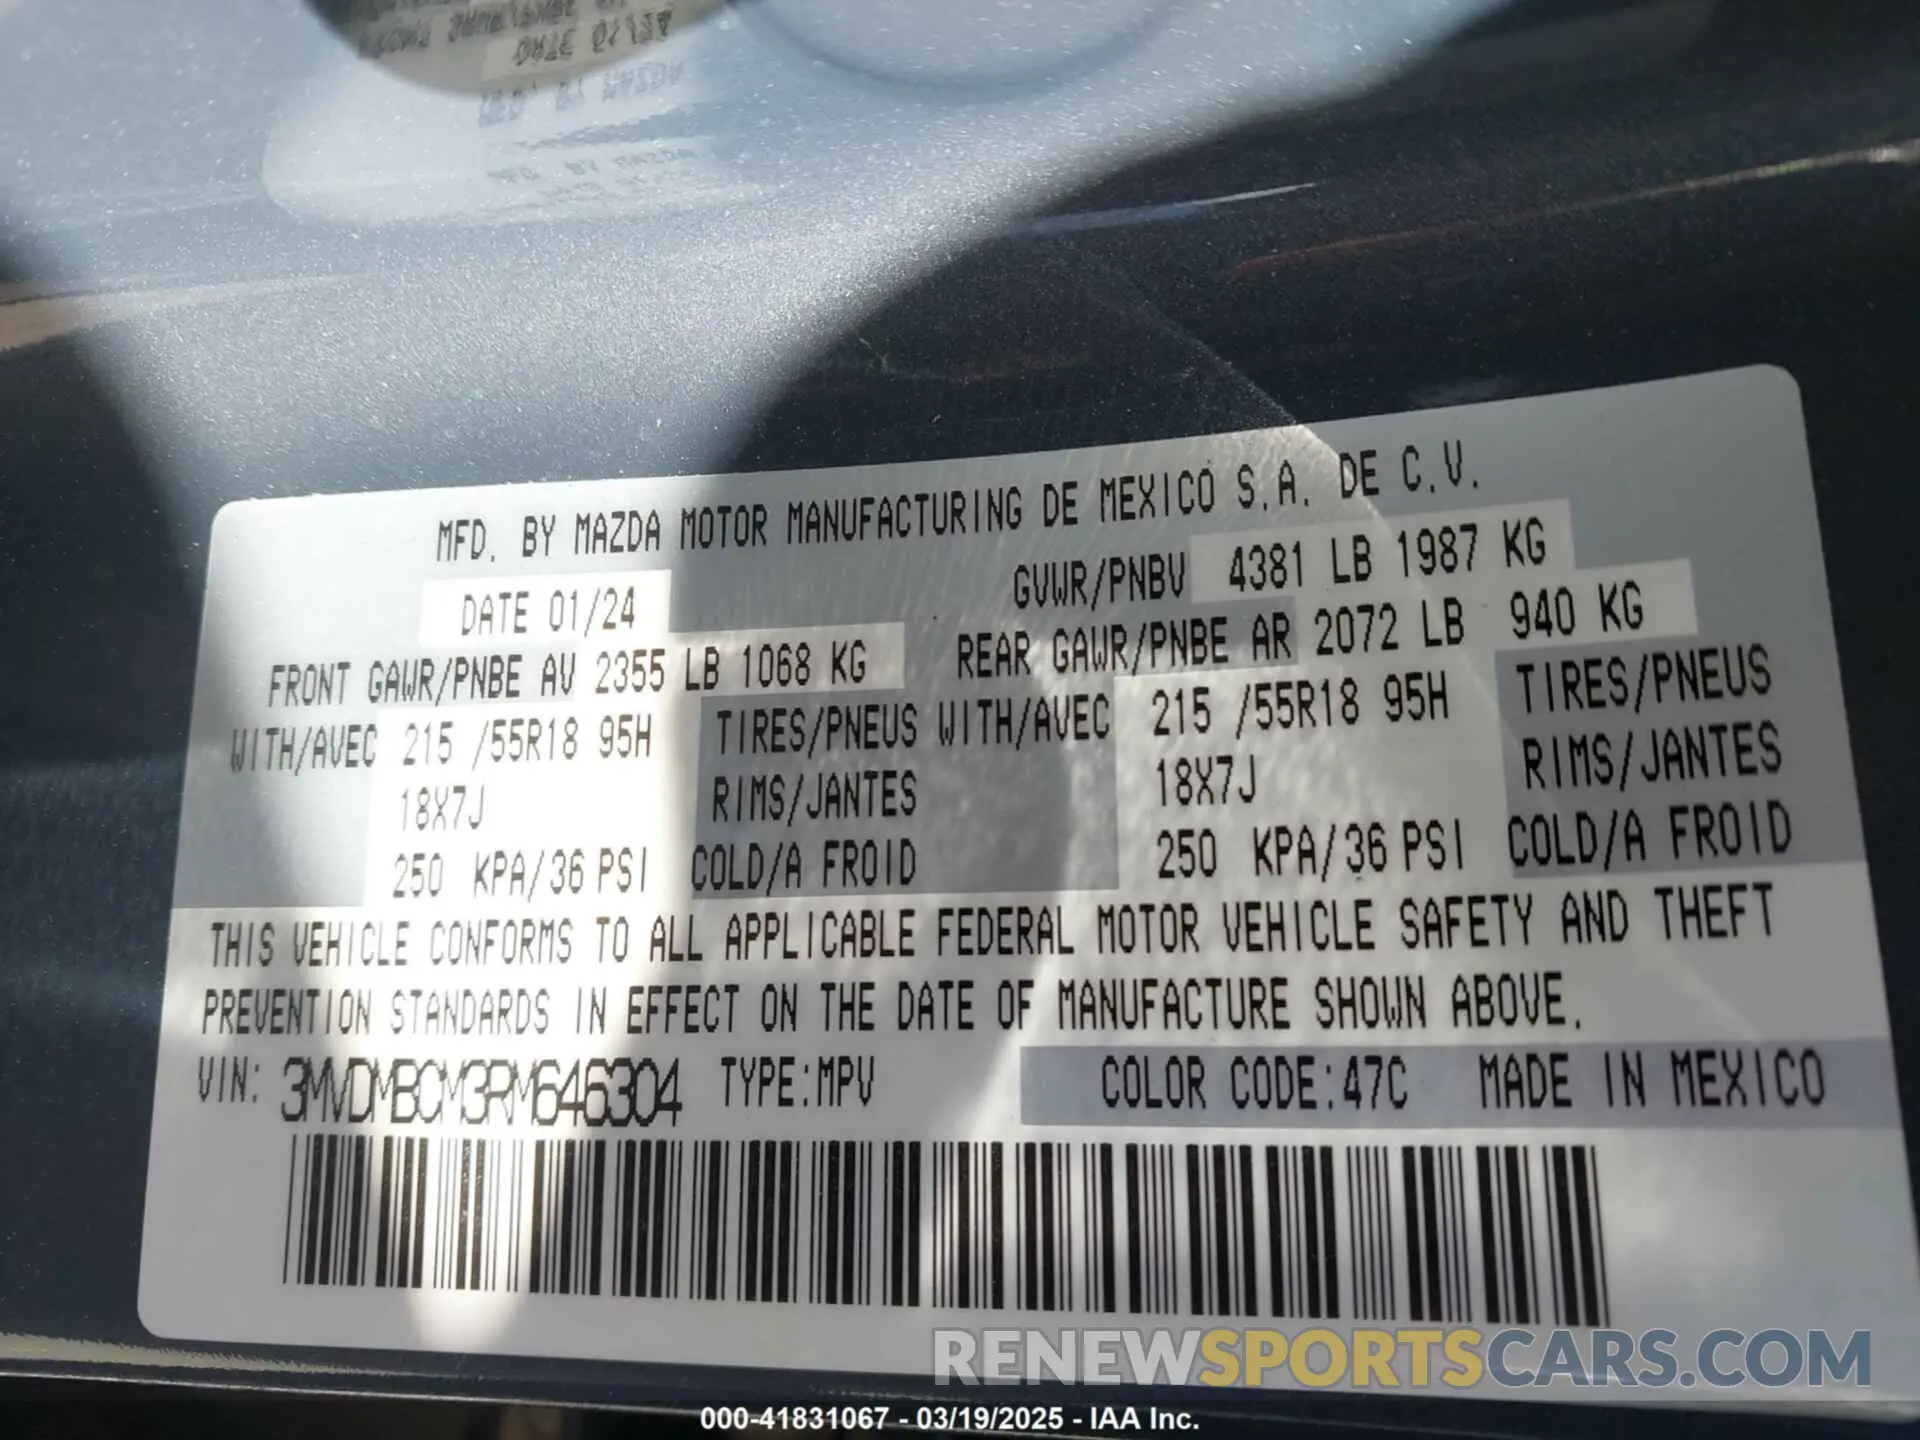 MFD. BY MAZDA MOTOR MANUFACTURING DE MEXICO S.A. DE C.V.
DATE 01/24 GVWR/PNBV 4381 LB 1987 KG
FRONT GAWR/PNBE AV 2355 LB 1068 KG REAR GAWR/PNBE AR 2072 LB 940 KG
WITH/AVEC 215 /55R18 95H TIRES/PNEUS WITH/AVEC 215 /55R18 95H TIRES/PNEUS
18X7J RIMS/JANTES 18X7J RIMS/JANTES
250 KPA/36 PSI COLD/A FROID 250 KPA/36 PSI COLD/A FROID
THIS VEHICLE CONFORMS TO ALL APPLICABLE FEDERAL MOTOR VEHICLE SAFETY AND THEFT
PREVENTION STANDARDS IN EFFECT ON THE DATE OF MANUFACTURE SHOWN ABOVE.
VIN: 3MVDMBCM3RM646304 TYPE:MPV COLOR CODE:47C MADE IN MEXICO
RENEWSPORTSCARS.COM
000-41831067 - 03/19/2025 - IAA Inc.